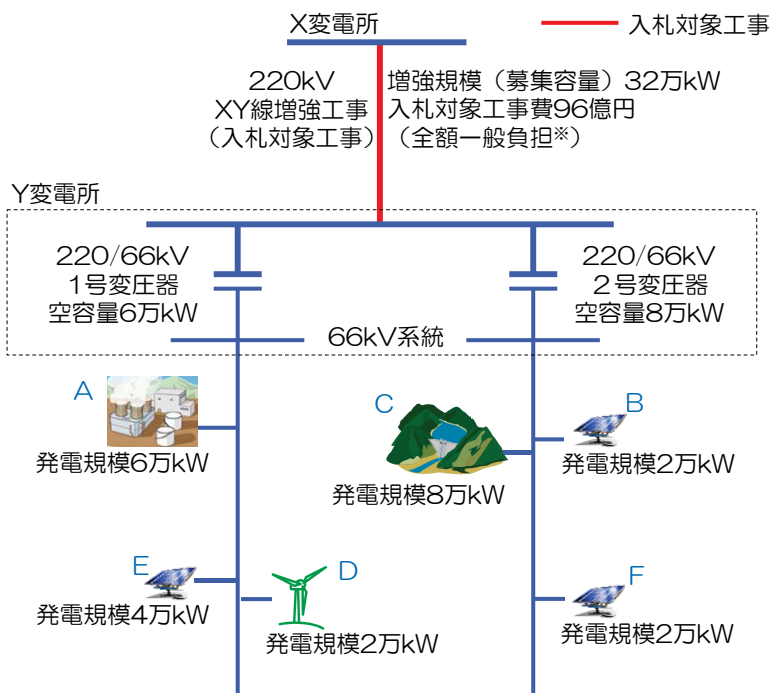 X変電所
入札対象工事
220kV
XY線増強工事
（入札対象工事）
増強規模（募集容量）32万kW
入札対象工事費96億円
（全額一般負担※）
Y変電所
220/66kV
1号変圧器
空容量6万kW
220/66kV
２号変圧器
空容量8万kW
66kV系統
A
発電規模6万kW
C
発電規模8万kW
B
発電規模2万kW
E
発電規模4万kW
D
発電規模2万kW
F
発電規模2万kW